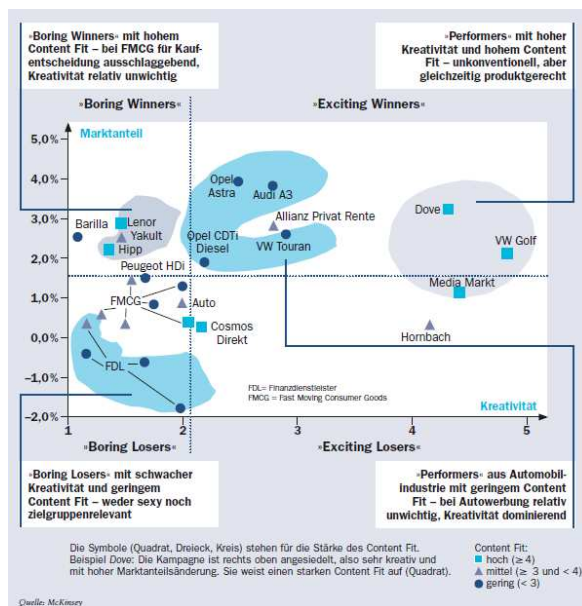 »Boring Winners« mit hohem
Content Fit – bei FMCG für Kauf-
entscheidung ausschlaggebend,
Kreativität relativ unwichtig
»Performers« mit hoher
Kreativität und hohem Content
Fit – unkonventionell, aber
gleichzeitig produktgerecht
»Boring Winners«
»Exciting Winners«
5,0%
Marktanteil
4,0%
Opel
Astra
Audi A3
3,0%
Barilla
Lenor
Yakult
Hipp
Opel CDTi
Diesel
Allianz Privat Rente
VW Touran
Dove
VW Golf
2,0%
Peugeot HDi
Media Markt
1,0%
FMCG
Auto
Cosmos
Direkt
Hornbach
0,0%
FDL
–1,0%
FDL= Finanzdienstleister
FMCG = Fast Moving Consumer Goods
Kreativität
–2,0%
1
2
3
4
5
»Boring Losers«
»Exciting Losers«
»Boring Losers« mit schwacher
Kreativität und geringem
Content Fit – weder sexy noch
zielgruppenrelevant
»Performers« aus Automobil-
industrie mit geringem Content
Fit – bei Autowerbung relativ
unwichtig, Kreativität dominierend
Die Symbole (Quadrat, Dreieck, Kreis) stehen für die Stärke des Content Fit.
Beispiel Dove: Die Kampagne ist rechts oben angesiedelt, also sehr kreativ und
mit hoher Marktanteilsänderung. Sie weist einen starken Content Fit auf (Quadrat).
Content Fit:
hoch (≥ 4)
mittel (≥ 3 und < 4)
gering (< 3)
Quelle: McKinsey